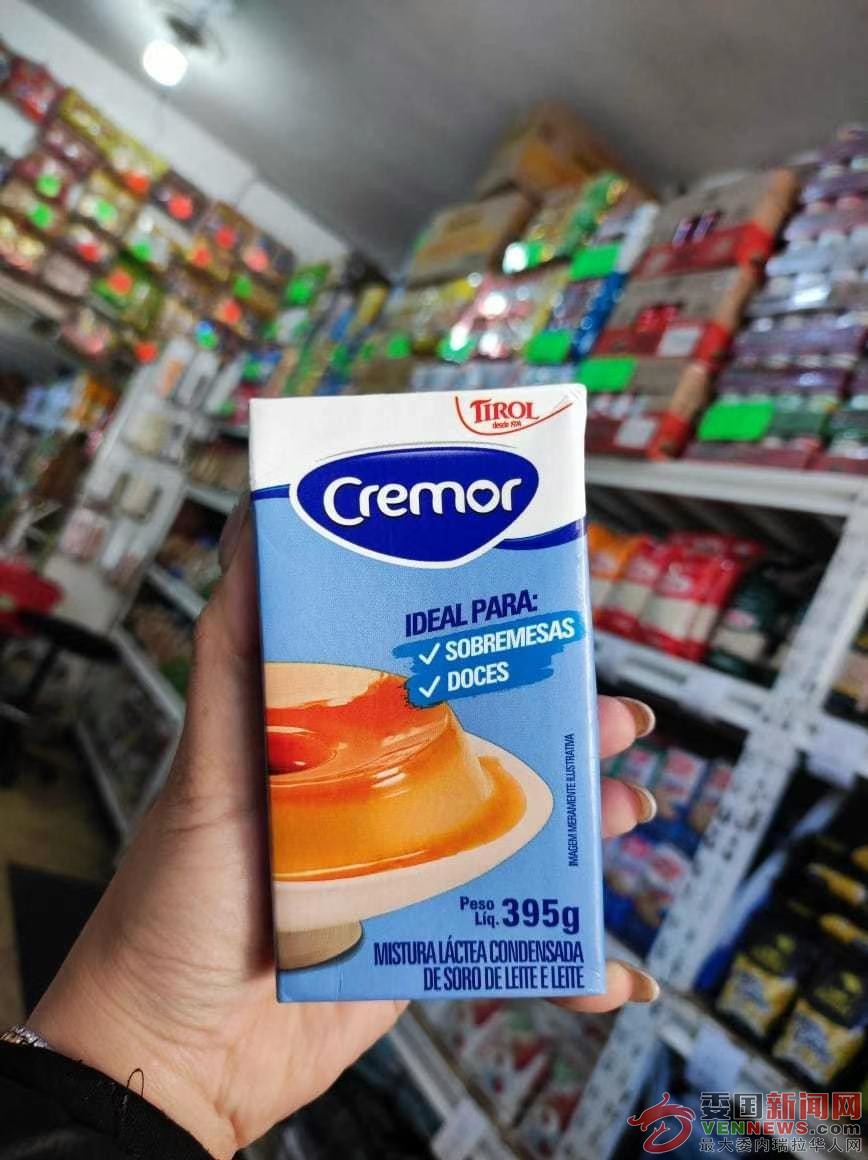 TIROL
desde 1974
Cremor
IDEAL PARA:
✓ SOBREMESAS
✓ DOCES
IMAGEM MERAMENTE ILUSTRATIVA
Peso
Líq. 395g
MISTURA LÁCTEA CONDENSADA
DE SORO DE LEITE E LEITE
委国新闻网
VENNEWS.com
最大委内瑞拉华人网